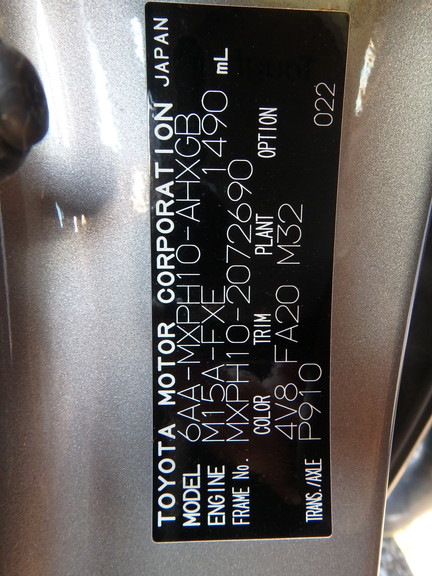 TOYOTA MOTOR CORPORATION JAPAN
MODEL 6AA-MXPH10-AHXGB
ENGINE M15A-FXE 1490 mL
FRAME No. MXPH10-2072690
COLOR TRIM PLANT OPTION
4V8 FA20 M32
TRANS./AXLE P910 022